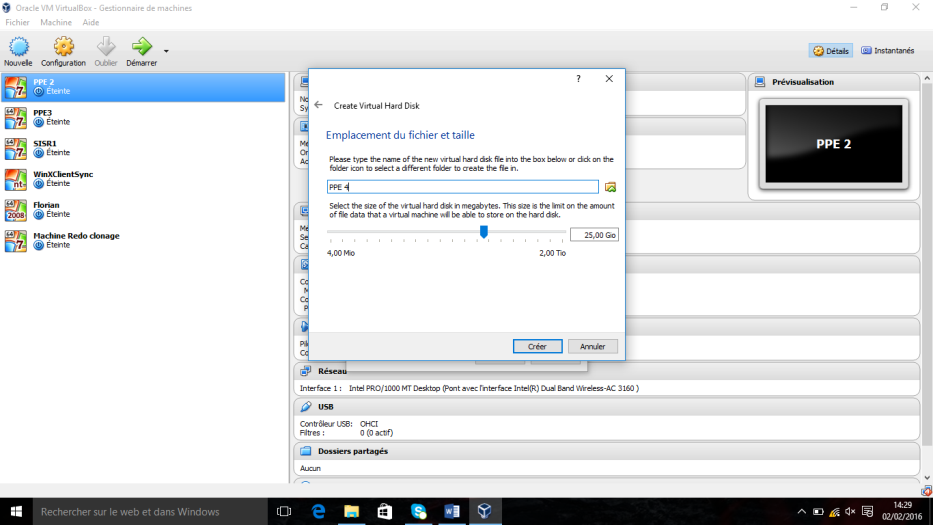 Oracle VM VirtualBox - Gestionnaire de machines
Fichier Machine Aide
Nouvelle Configuration Oublier Démarrer
Détails Instantanés
PPE 2
Éteinte
64
7
PPE3
Éteinte
64
7
SISR1
Éteinte
WinXClientSync
Éteinte
64
2008
Florian
Éteinte
64
7
Machine Redo clonage
Éteinte
? ×
Create Virtual Hard Disk
Emplacement du fichier et taille
Please type the name of the new virtual hard disk file into the box below or click on the
folder icon to select a different folder to create the file in.
PPE 4
Select the size of the virtual hard disk in megabytes. This size is the limit on the amount
of file data that a virtual machine will be able to store on the hard disk.
25,00 Gio
4,00 Mio 2,00 Tio
Créer Annuler
Prévisualisation
PPE 2
Réseau
Interface 1 : Intel PRO/1000 MT Desktop (Pont avec l'interface Intel(R) Dual Band Wireless-AC 3160 )
USB
Contrôleur USB: OHCI
Filtres : 0 (0 actif)
Dossiers partagés
Aucun
Rechercher sur le web et dans Windows
14:29
02/02/2016